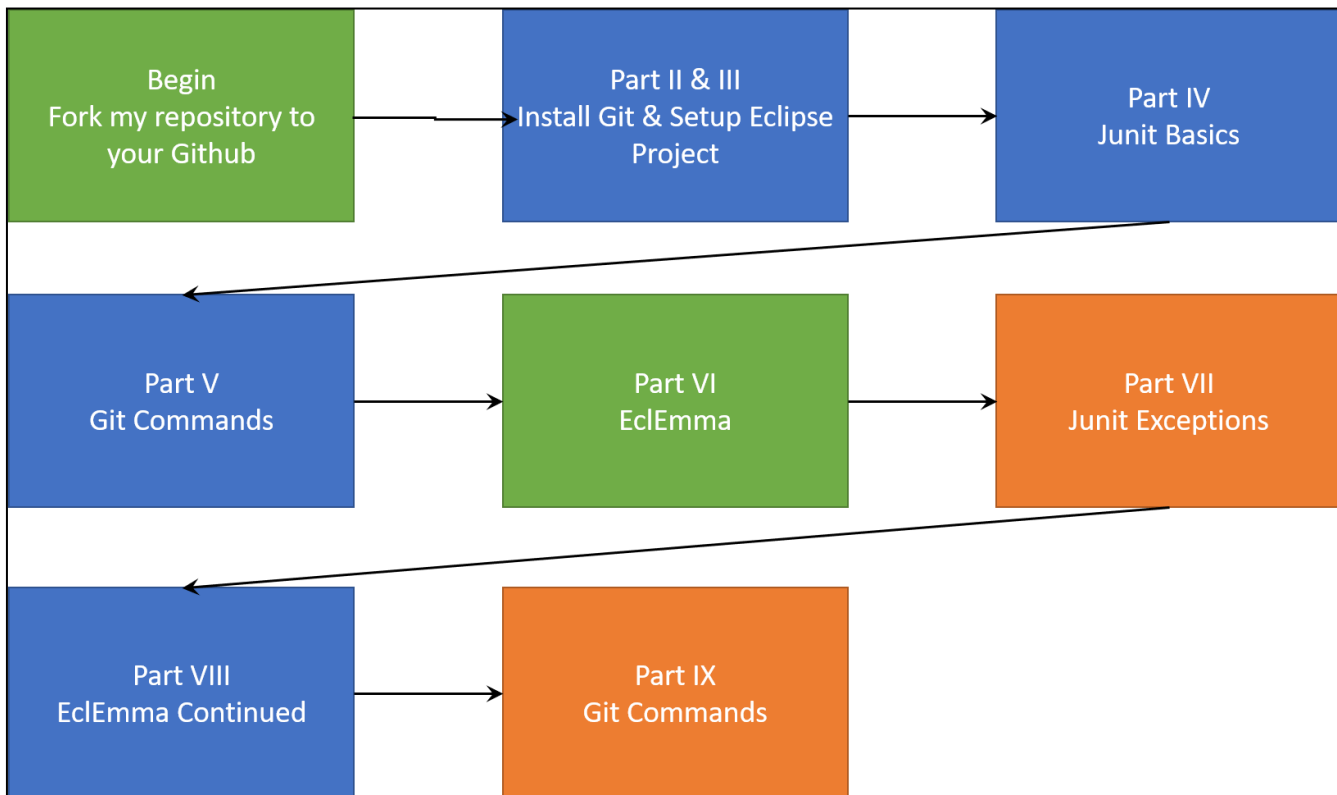 Begin
Fork my repository to
your Github
Part II & III
Install Git & Setup Eclipse
Project
Part IV
Junit Basics
Part V
Git Commands
Part VI
EclEmma
Part VII
Junit Exceptions
Part VIII
EclEmma Continued
Part IX
Git Commands